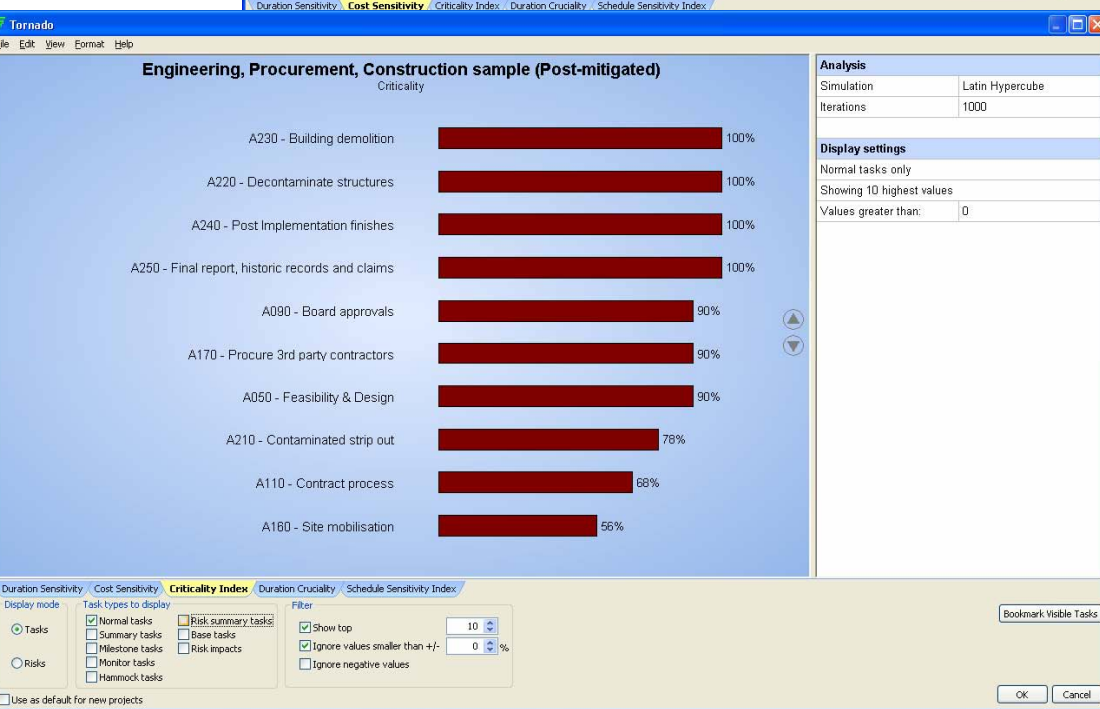 Duration Sensitivity Cost Sensitivity Criticality Index Duration Cruciality Schedule Sensitivity Index
Tornado
ile Edit View Format Help
Engineering, Procurement, Construction sample (Post-mitigated)
Criticality
A230 - Building demolition 100%
A220 - Decontaminate structures 100%
A240 - Post Implementation finishes 100%
A250 - Final report, historic records and claims 100%
A090 - Board approvals 90%
A170 - Procure 3rd party contractors 90%
A050 - Feasibility & Design 90%
A210 - Contaminated strip out 78%
A110 - Contract process 68%
A160 - Site mobilisation 56%
Analysis
Simulation Latin Hypercube
Iterations 1000
Display settings
Normal tasks only
Showing 10 highest values
Values greater than: 0
Duration Sensitivity Cost Sensitivity Criticality Index Duration Cruciality Schedule Sensitivity Index
Display mode
Tasks
Risks
Task types to display
Normal tasks Risk summary tasks
Summary tasks Base tasks
Milestone tasks Risk impacts
Monitor tasks
Hammock tasks
Filter
Show top 10
Ignore values smaller than +/- 0 %
Ignore negative values
Bookmark Visible Tasks
Use as default for new projects
OK Cancel